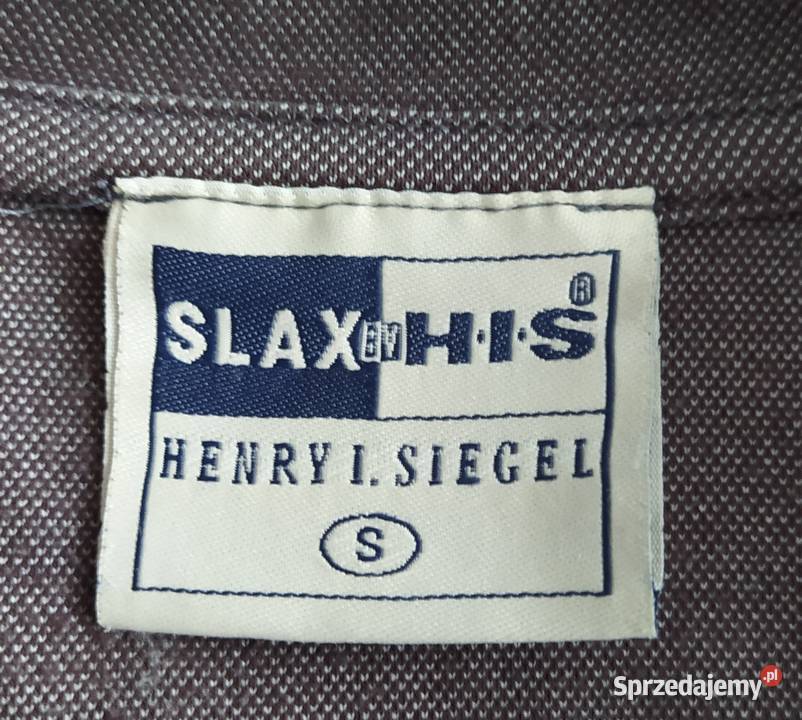 SLAX BY H·I·S®
HENRY I. SIEGEL
S
Sprzedajemy.pl